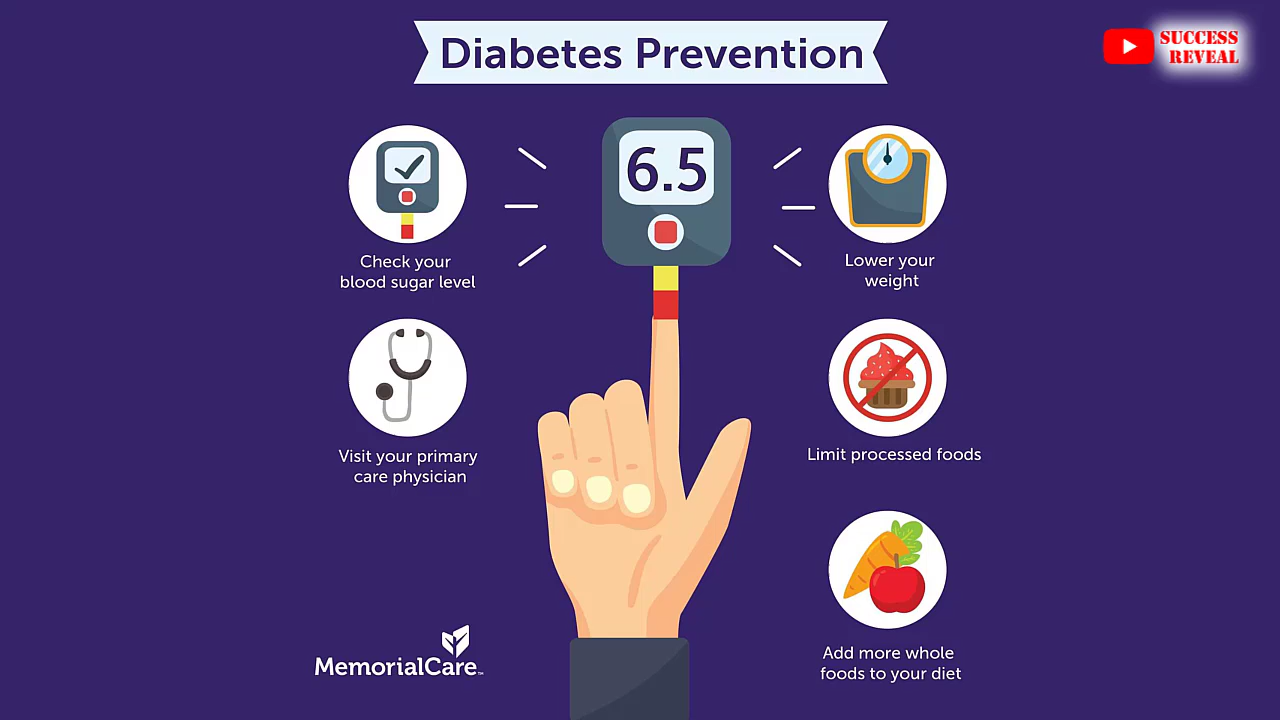 Diabetes Prevention
SUCCESS
REVEAL
6.5
Check your
blood sugar level
Lower your
weight
Visit your primary
care physician
Limit processed foods
Add more whole
foods to your diet
MemorialCare™